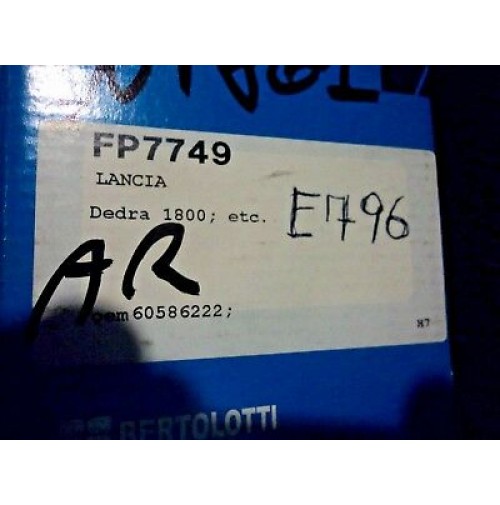 FP7749
LANCIA
Dedra 1800; etc. E796
AR
oem 60586222;
H7
BERTOLOTTI